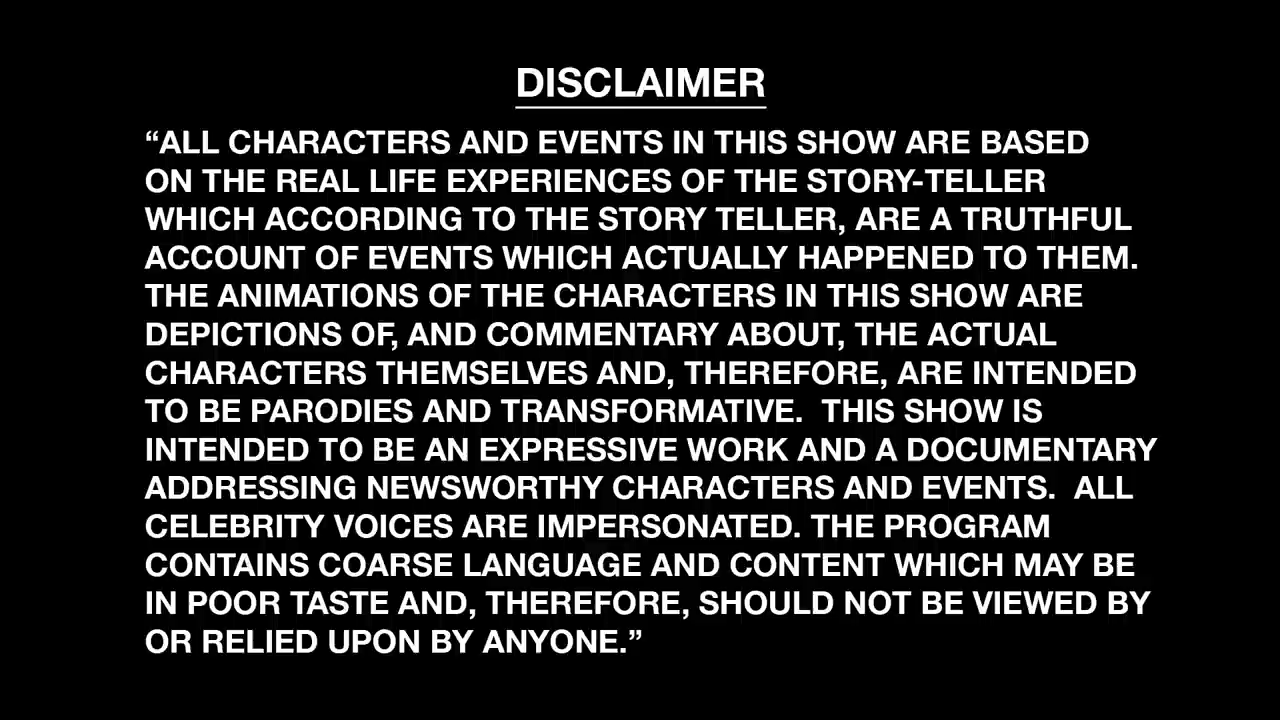 DISCLAIMER
“ALL CHARACTERS AND EVENTS IN THIS SHOW ARE BASED
ON THE REAL LIFE EXPERIENCES OF THE STORY-TELLER
WHICH ACCORDING TO THE STORY TELLER, ARE A TRUTHFUL
ACCOUNT OF EVENTS WHICH ACTUALLY HAPPENED TO THEM.
THE ANIMATIONS OF THE CHARACTERS IN THIS SHOW ARE
DEPICTIONS OF, AND COMMENTARY ABOUT, THE ACTUAL
CHARACTERS THEMSELVES AND, THEREFORE, ARE INTENDED
TO BE PARODIES AND TRANSFORMATIVE.  THIS SHOW IS
INTENDED TO BE AN EXPRESSIVE WORK AND A DOCUMENTARY
ADDRESSING NEWSWORTHY CHARACTERS AND EVENTS.  ALL
CELEBRITY VOICES ARE IMPERSONATED. THE PROGRAM
CONTAINS COARSE LANGUAGE AND CONTENT WHICH MAY BE
IN POOR TASTE AND, THEREFORE, SHOULD NOT BE VIEWED BY
OR RELIED UPON BY ANYONE.”